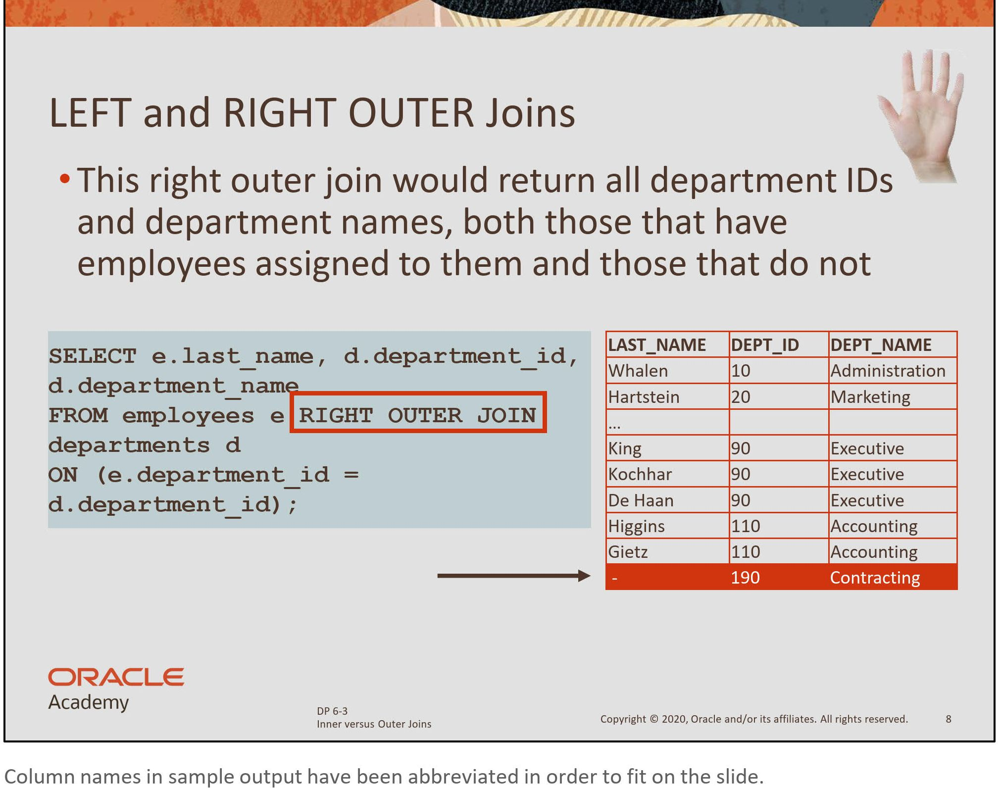 LEFT and RIGHT OUTER Joins
• This right outer join would return all department IDs
and department names, both those that have
employees assigned to them and those that do not
SELECT e.last_name, d.department_id,
d.department_name
FROM employees e RIGHT OUTER JOIN
departments d
ON (e.department_id =
d.department_id);
LAST_NAME DEPT_ID DEPT_NAME
Whalen 10 Administration
Hartstein 20 Marketing
...
King 90 Executive
Kochhar 90 Executive
De Haan 90 Executive
Higgins 110 Accounting
Gietz 110 Accounting
- 190 Contracting
ORACLE
Academy
DP 6-3
Inner versus Outer Joins
Copyright © 2020, Oracle and/or its affiliates. All rights reserved. 8
Column names in sample output have been abbreviated in order to fit on the slide.